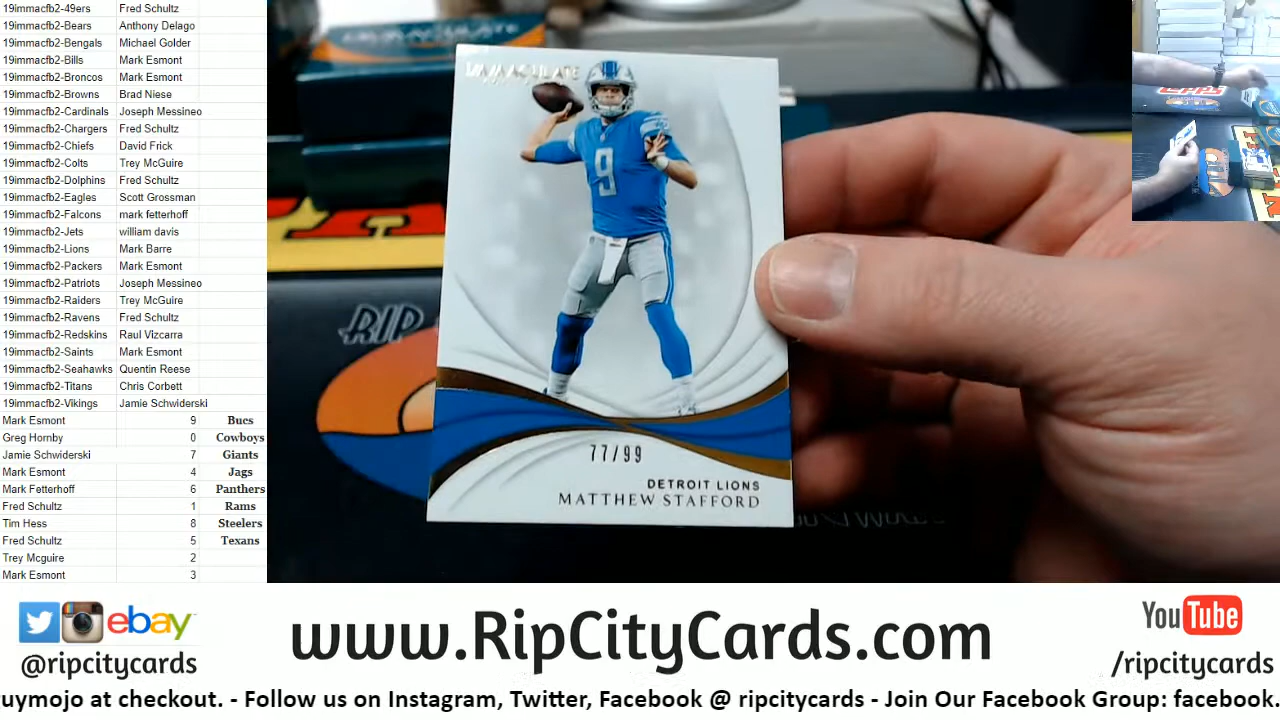 19immacfb2-49ers Fred Schultz
19immacfb2-Bears Anthony Delago
19immacfb2-Bengals Michael Golder
19immacfb2-Bills Mark Esmont
19immacfb2-Broncos Mark Esmont
19immacfb2-Browns Brad Niese
19immacfb2-Cardinals Joseph Messineo
19immacfb2-Chargers Fred Schultz
19immacfb2-Chiefs David Frick
19immacfb2-Colts Trey McGuire
19immacfb2-Dolphins Fred Schultz
19immacfb2-Eagles Scott Grossman
19immacfb2-Falcons mark fetterhoff
19immacfb2-Jets william davis
19immacfb2-Lions Mark Barre
19immacfb2-Packers Mark Esmont
19immacfb2-Patriots Joseph Messineo
19immacfb2-Raiders Trey McGuire
19immacfb2-Ravens Fred Schultz
19immacfb2-Redskins Raul Vizcarra
19immacfb2-Saints Mark Esmont
19immacfb2-Seahawks Quentin Reese
19immacfb2-Titans Chris Corbett
19immacfb2-Vikings Jamie Schwiderski
Mark Esmont 9 Bucs
Greg Hornby 0 Cowboys
Jamie Schwiderski 7 Giants
Mark Esmont 4 Jags
Mark Fetterhoff 6 Panthers
Fred Schultz 1 Rams
Tim Hess 8 Steelers
Fred Schultz 5 Texans
Trey Mcguire 2
Mark Esmont 3
IMMACULATE
9
77/99
DETROIT LIONS
MATTHEW STAFFORD
RIP
ebay
@ripcitycards
www.RipCityCards.com
YouTube
/ripcitycards
uymojo at checkout. - Follow us on Instagram, Twitter, Facebook @ ripcitycards - Join Our Facebook Group: facebook.